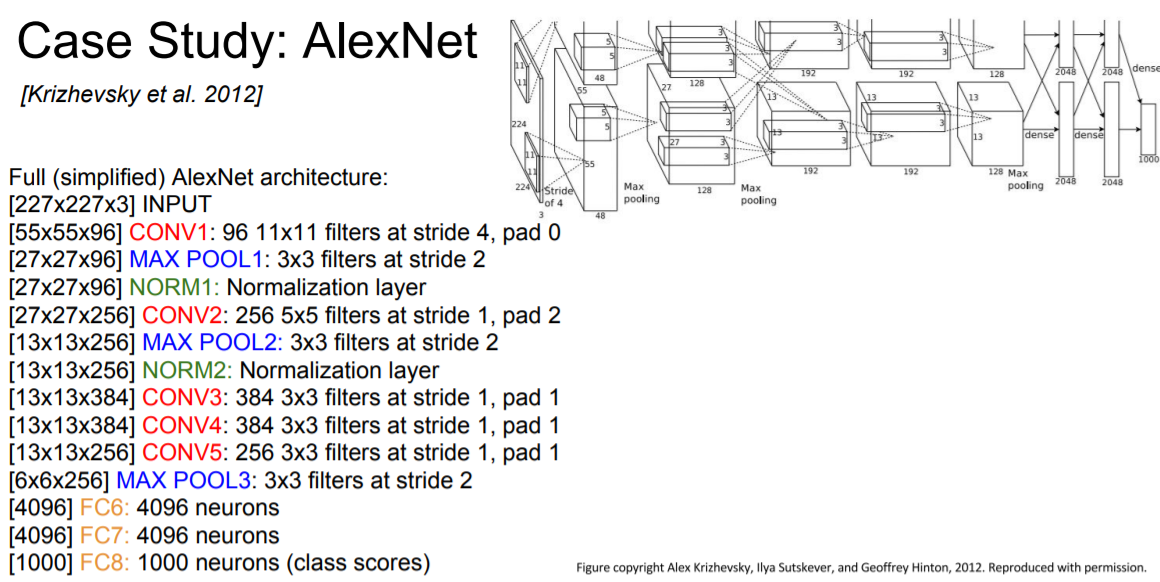 Case Study: AlexNet
[Krizhevsky et al. 2012]
Full (simplified) AlexNet architecture:
[227x227x3] INPUT
[55x55x96] CONV1: 96 11x11 filters at stride 4, pad 0
[27x27x96] MAX POOL1: 3x3 filters at stride 2
[27x27x96] NORM1: Normalization layer
[27x27x256] CONV2: 256 5x5 filters at stride 1, pad 2
[13x13x256] MAX POOL2: 3x3 filters at stride 2
[13x13x256] NORM2: Normalization layer
[13x13x384] CONV3: 384 3x3 filters at stride 1, pad 1
[13x13x384] CONV4: 384 3x3 filters at stride 1, pad 1
[13x13x256] CONV5: 256 3x3 filters at stride 1, pad 1
[6x6x256] MAX POOL3: 3x3 filters at stride 2
[4096] FC6: 4096 neurons
[4096] FC7: 4096 neurons
[1000] FC8: 1000 neurons (class scores)
11
11
5
5
48
3
3
128
3
3
192
3
3
192
128
2048
2048
dense
55
27
13
13
13
224
5
5
3
3
13
3
3
13
3
3
13
dense
dense
11
11
55
27
3
3
192
192
128
Max
pooling
2048
2048
1000
224
Stride
of 4
3
48
Max
pooling
128
Max
pooling
Figure copyright Alex Krizhevsky, Ilya Sutskever, and Geoffrey Hinton, 2012. Reproduced with permission.